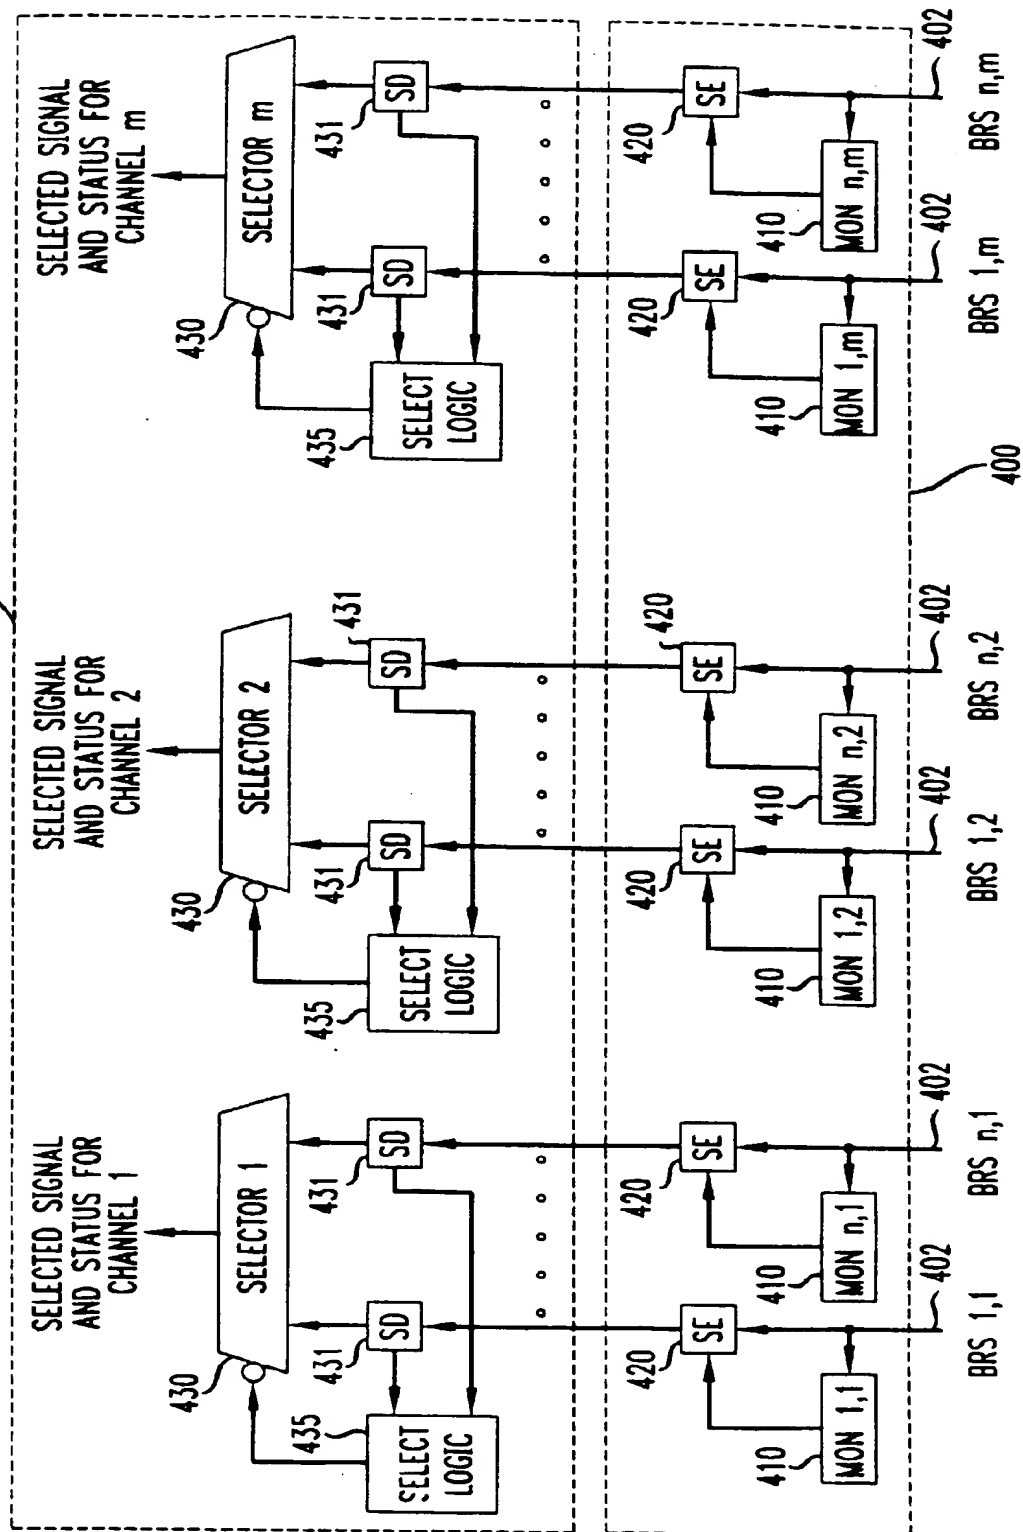 SELECTED SIGNAL
AND STATUS FOR
CHANNEL 1
SELECTED SIGNAL
AND STATUS FOR
CHANNEL 2
SELECTED SIGNAL
AND STATUS FOR
CHANNEL m
430
SELECTOR 1
430
SELECTOR 2
430
SELECTOR m
435
SELECT
LOGIC
431
SD
431
SD
435
SELECT
LOGIC
431
SD
431
SD
435
SELECT
LOGIC
431
SD
431
SD
420
SE
420
SE
420
SE
420
SE
420
SE
420
SE
410
MON 1,1
410
MON n,1
410
MON 1,2
410
MON n,2
410
MON 1,m
410
MON n,m
402
402
402
402
402
402
BRS 1,1
BRS n,1
BRS 1,2
BRS n,2
BRS 1,m
BRS n,m
400